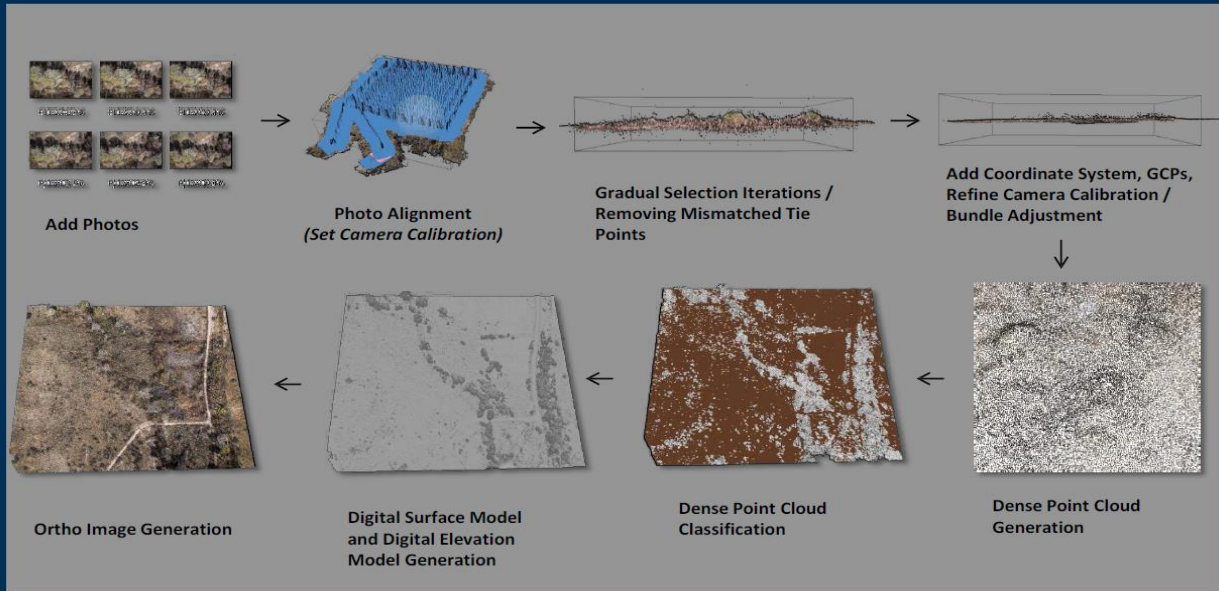 Add Photos
Photo Alignment
(Set Camera Calibration)
Gradual Selection Iterations /
Removing Mismatched Tie
Points
Add Coordinate System, GCPs,
Refine Camera Calibration /
Bundle Adjustment
Ortho Image Generation
Digital Surface Model
and Digital Elevation
Model Generation
Dense Point Cloud
Classification
Dense Point Cloud
Generation